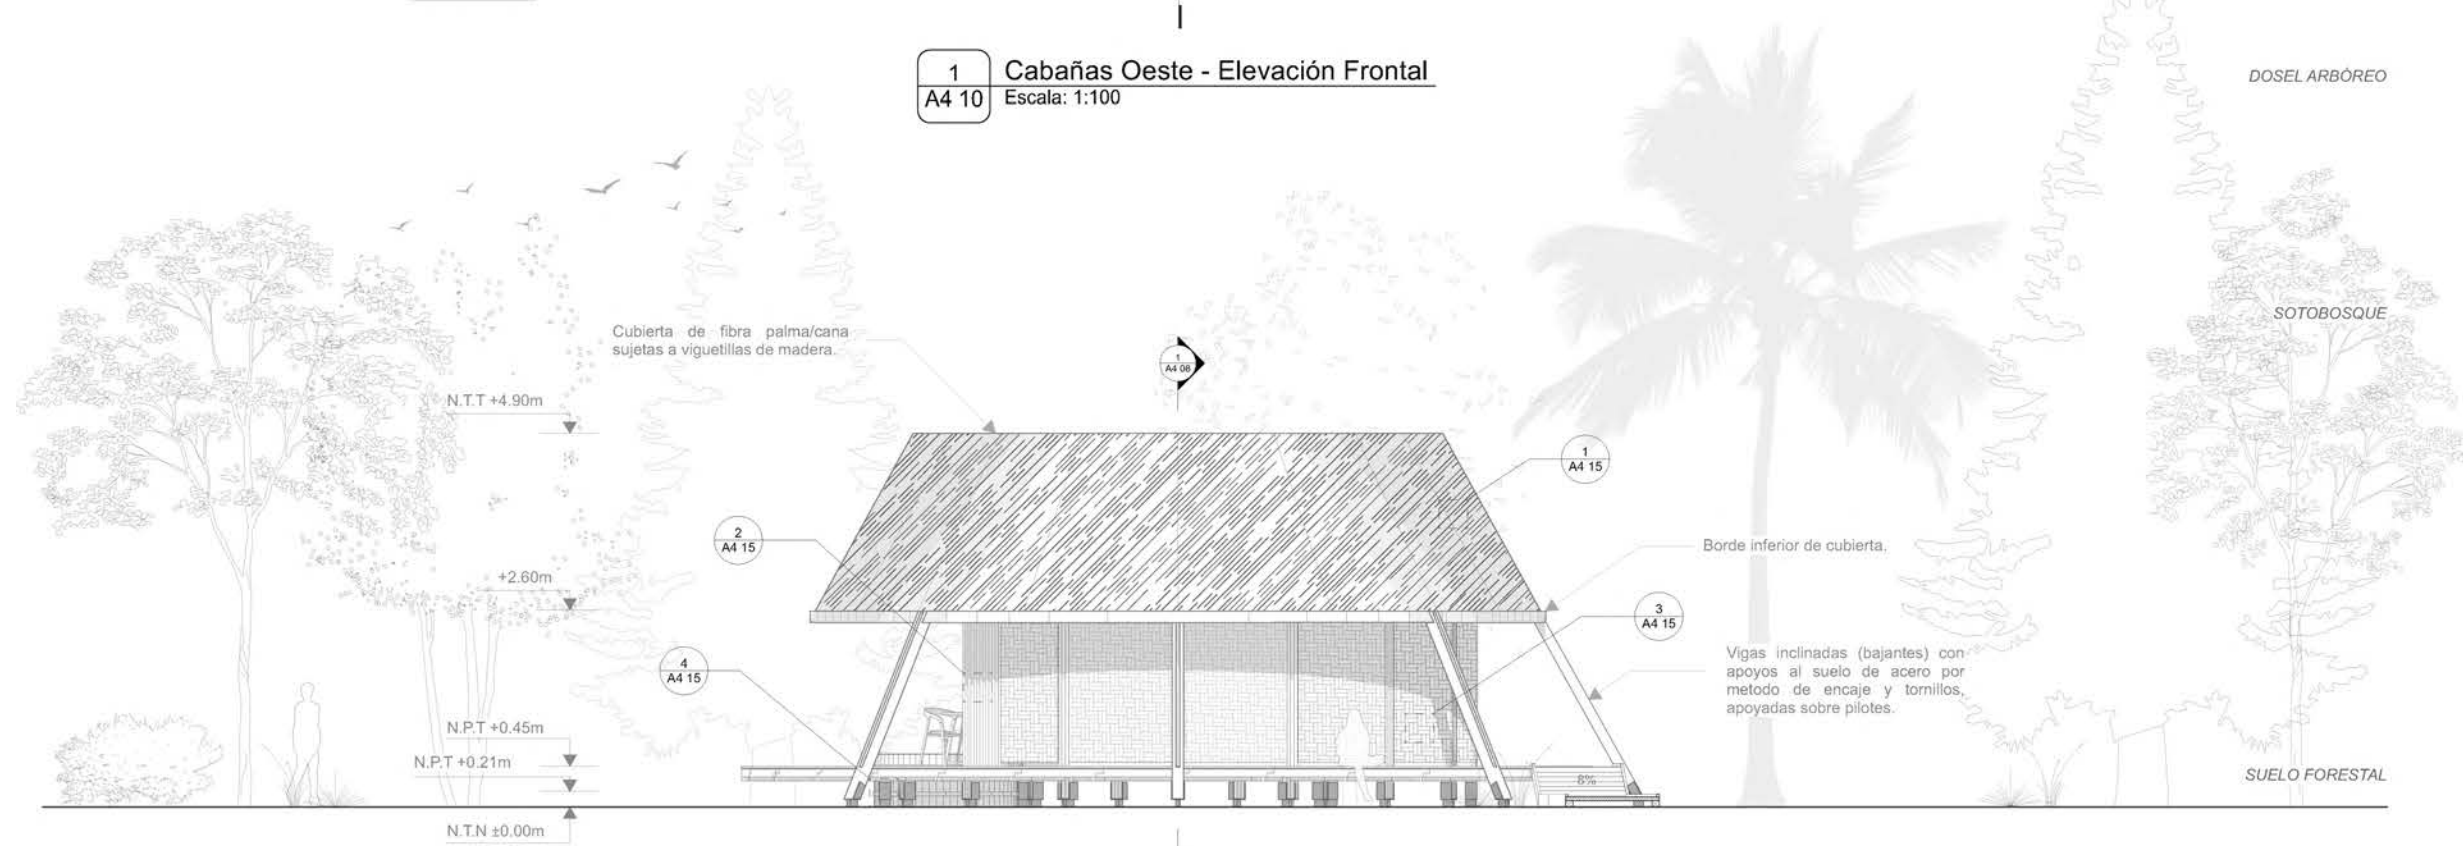 1
A4 10
Cabañas Oeste - Elevación Frontal
Escala: 1:100
DOSEL ARBÓREO
SOTOBOSQUE
Cubierta de fibra palma/cana
sujetas a viguetillas de madera.
1
A4 08
N.T.T +4.90m
1
A4 15
2
A4 15
Borde inferior de cubierta.
+2.60m
3
A4 15
4
A4 15
Vigas inclinadas (bajantes) con
apoyos al suelo de acero por
metodo de encaje y tornillos,
apoyadas sobre pilotes.
N.P.T +0.45m
N.P.T +0.21m
8%
SUELO FORESTAL
N.T.N ±0.00m